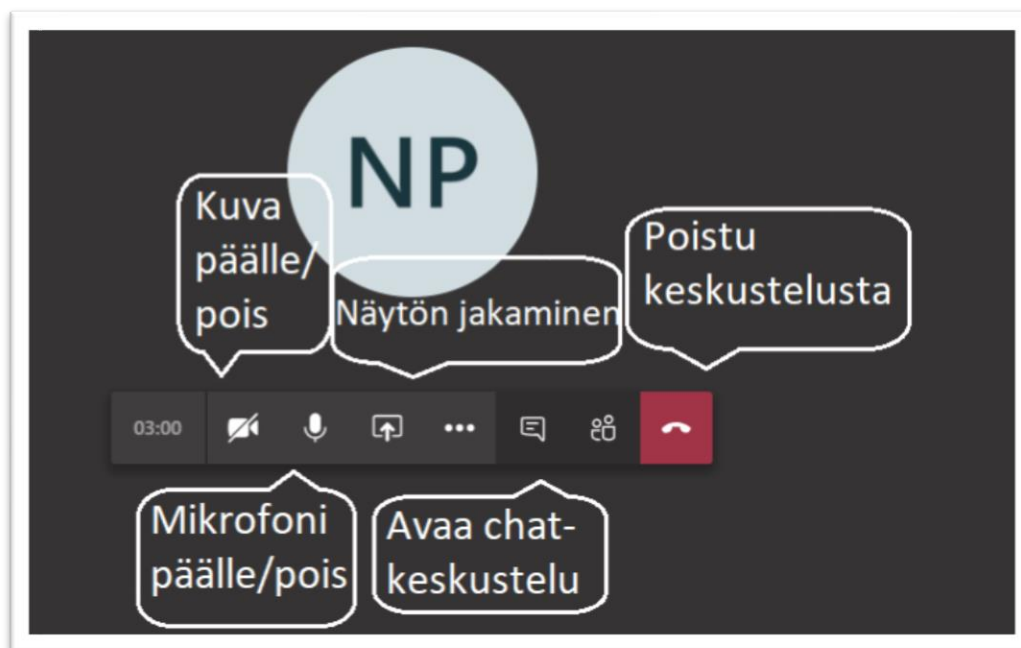 NP
Kuva
päälle/
pois
Näytön jakaminen
Poistu
keskustelusta
03:00
Mikrofoni
päälle/pois
Avaa chat-
keskustelu